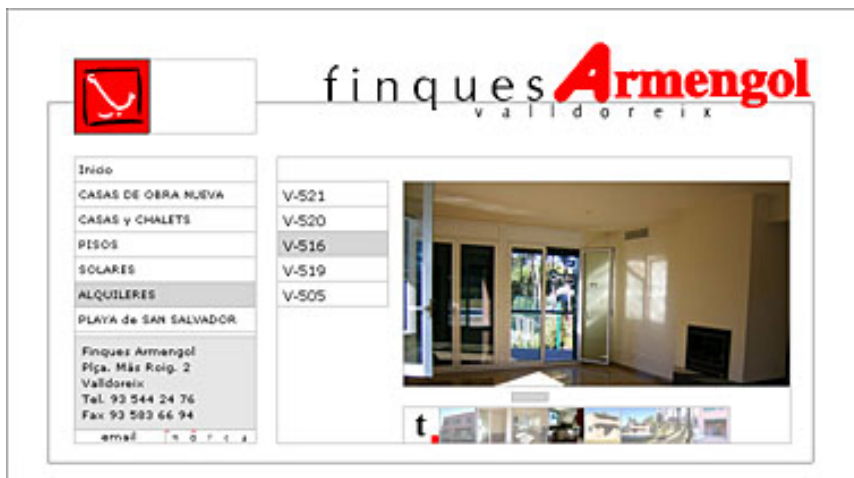 finques Armengol
valldoreix
Inicio
CASAS DE OBRA NUEVA
CASAS y CHALETS
PISOS
SOLARES
ALQUILERES
PLAYA de SAN SALVADOR
Finques Armengol
Plça. Más Roig. 2
Valldoreix
Tel. 93 544 24 76
Fax 93 583 66 94
email
V-521
V-520
V-516
V-519
V-505
t.